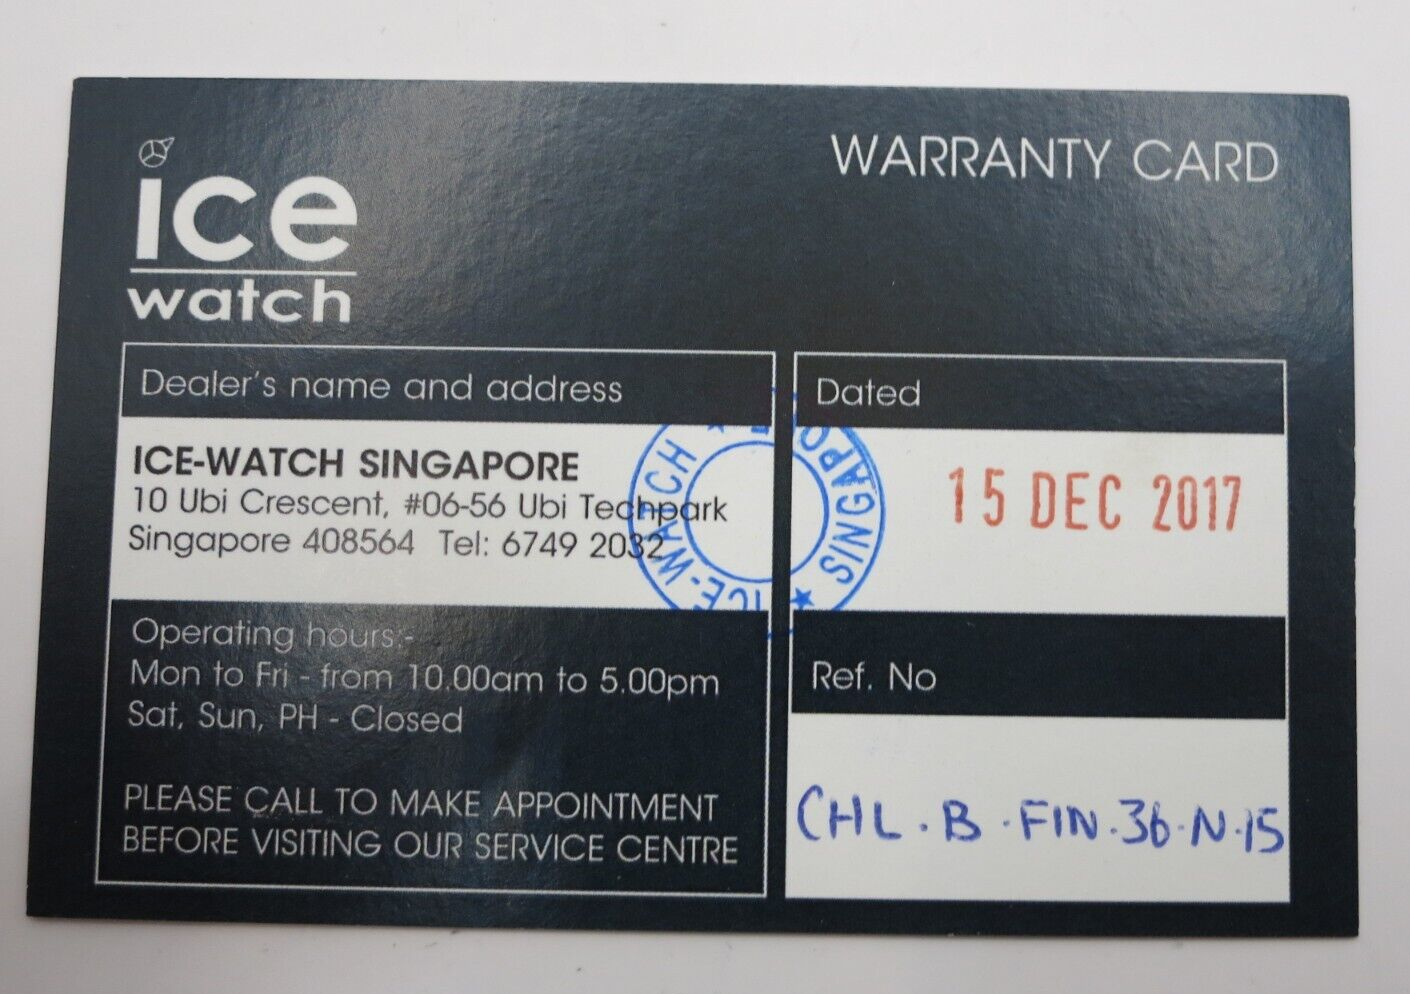 ice
watch
WARRANTY CARD
Dealer's name and address
ICE-WATCH SINGAPORE
10 Ubi Crescent, #06-56 Ubi Techpark
Singapore 408564 Tel: 6749 2032
Operating hours:-
Mon to Fri - from 10.00am to 5.00pm
Sat, Sun, PH - Closed
PLEASE CALL TO MAKE APPOINTMENT
BEFORE VISITING OUR SERVICE CENTRE
Dated
15 DEC 2017
Ref. No
CHL.B.FIN.36.N.15
ICE-WATCH
SINGAPO